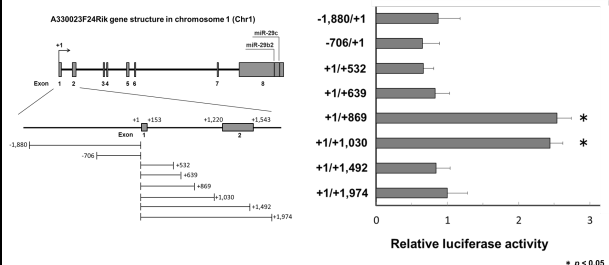 A330023F24Rik gene structure in chromosome 1 (Chr1)
miR-29c
miR-29b2
+1
Exon 1 2 3 4 5 6 7 8
+1 +153 +1,220 +1,543
Exon 1 2
-1,880
-706
+532
+639
+869
+1,030
+1,492
+1,974
-1,880/+1
-706/+1
+1/+532
+1/+639
+1/+869 *
+1/+1,030 *
+1/+1,492
+1/+1,974
0 1 2 3
Relative luciferase activity
* p < 0.05